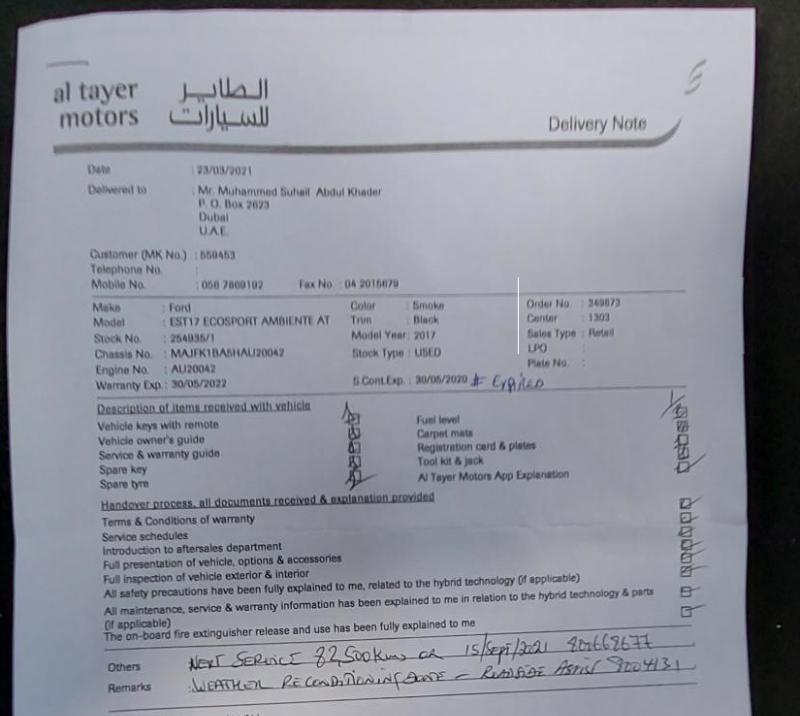 al tayer
motors
الطاير
للسيارات
Delivery Note
Date : 23/03/2021
Delivered to : Mr. Muhammed Suhail Abdul Khader
P. O. Box 2623
Dubai
U.A.E.
Customer (MK No.) : 559453
Telephone No. :
Mobile No. : 056 7869192 Fax No. : 04 2015679
Make : Ford Color : Smoke Order No. : 349873
Model : EST17 ECOSPORT AMBIENTE AT Trim : Black Center : 1303
Stock No. : 254935/1 Model Year : 2017 Sales Type : Retail
Chassis No. : MAJFK1BA5HAU20042 Stock Type : USED LPO :
Engine No. : AU20042 Plate No. :
Warranty Exp. : 30/05/2022 S.Cont.Exp. : 30/05/2020 # Expired
Description of items received with vehicle
Vehicle keys with remote Fuel level
Vehicle owner's guide Carpet mats
Service & warranty guide Registration card & plates
Spare key Tool kit & jack
Spare tyre Al Tayer Motors App Explanation
Handover process, all documents received & explanation provided
Terms & Conditions of warranty
Service schedules
Introduction to aftersales department
Full presentation of vehicle, options & accessories
Full inspection of vehicle exterior & interior
All safety precautions have been fully explained to me, related to the hybrid technology (if applicable)
All maintenance, service & warranty information has been explained to me in relation to the hybrid technology & parts
(if applicable)
The on-board fire extinguisher release and use has been fully explained to me
Others NEXT SERVICE 82,500 Kms OR 15/Sept/2021
Remarks : WEATHER RECONDITIONING DONE - ROADSIDE ASSIST 8004131